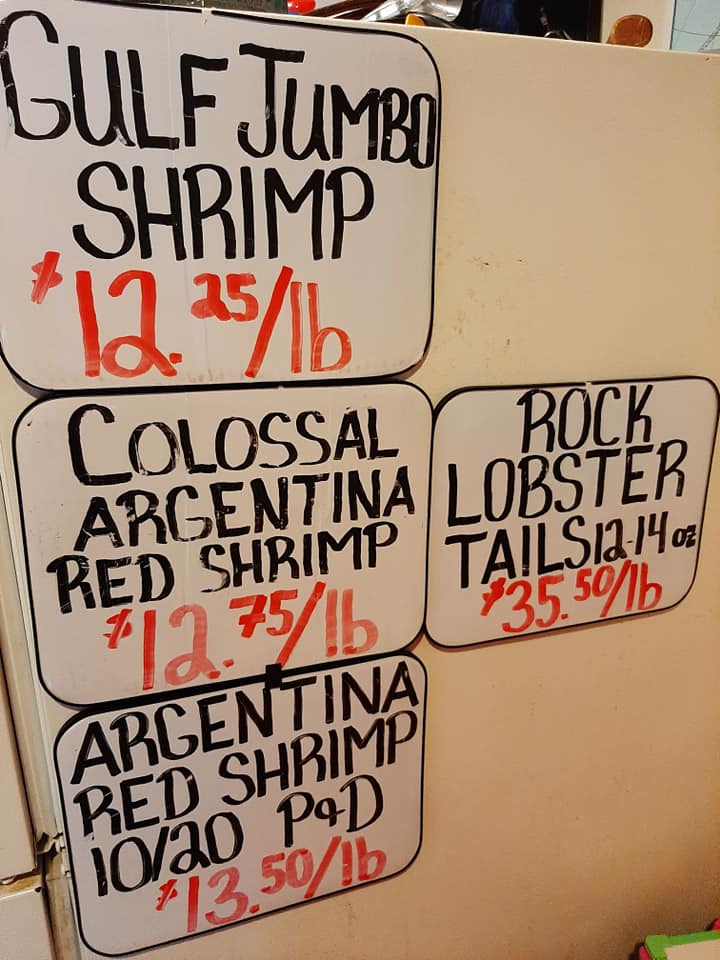 GULF JUMBO
SHRIMP
$12.25/lb
COLOSSAL
ARGENTINA
RED SHRIMP
$12.75/lb
ROCK
LOBSTER
TAILS 12-14 oz
$35.50/lb
ARGENTINA
RED SHRIMP
10/20 P&D
$13.50/lb